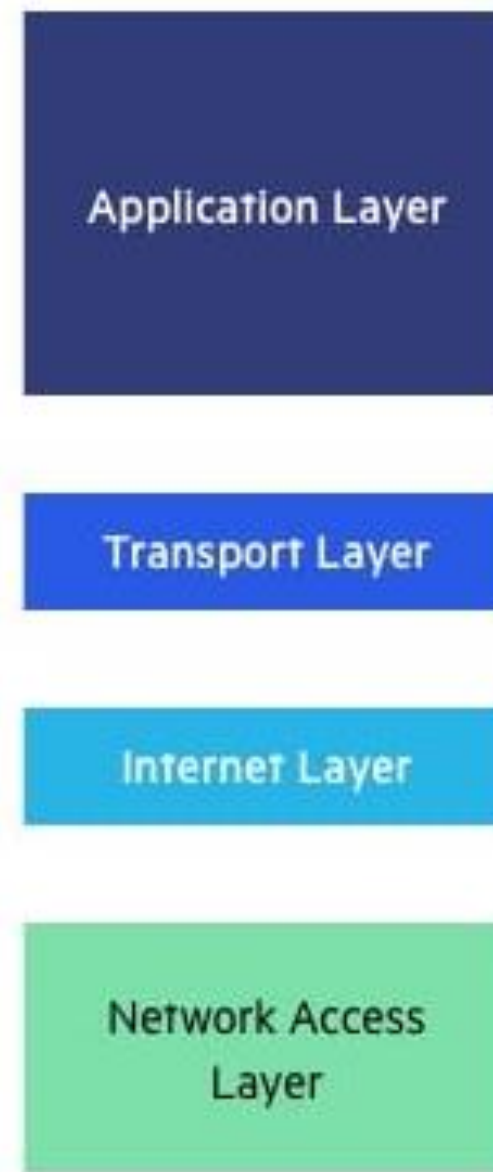 Application Layer
Transport Layer
Internet Layer
Network Access
Layer